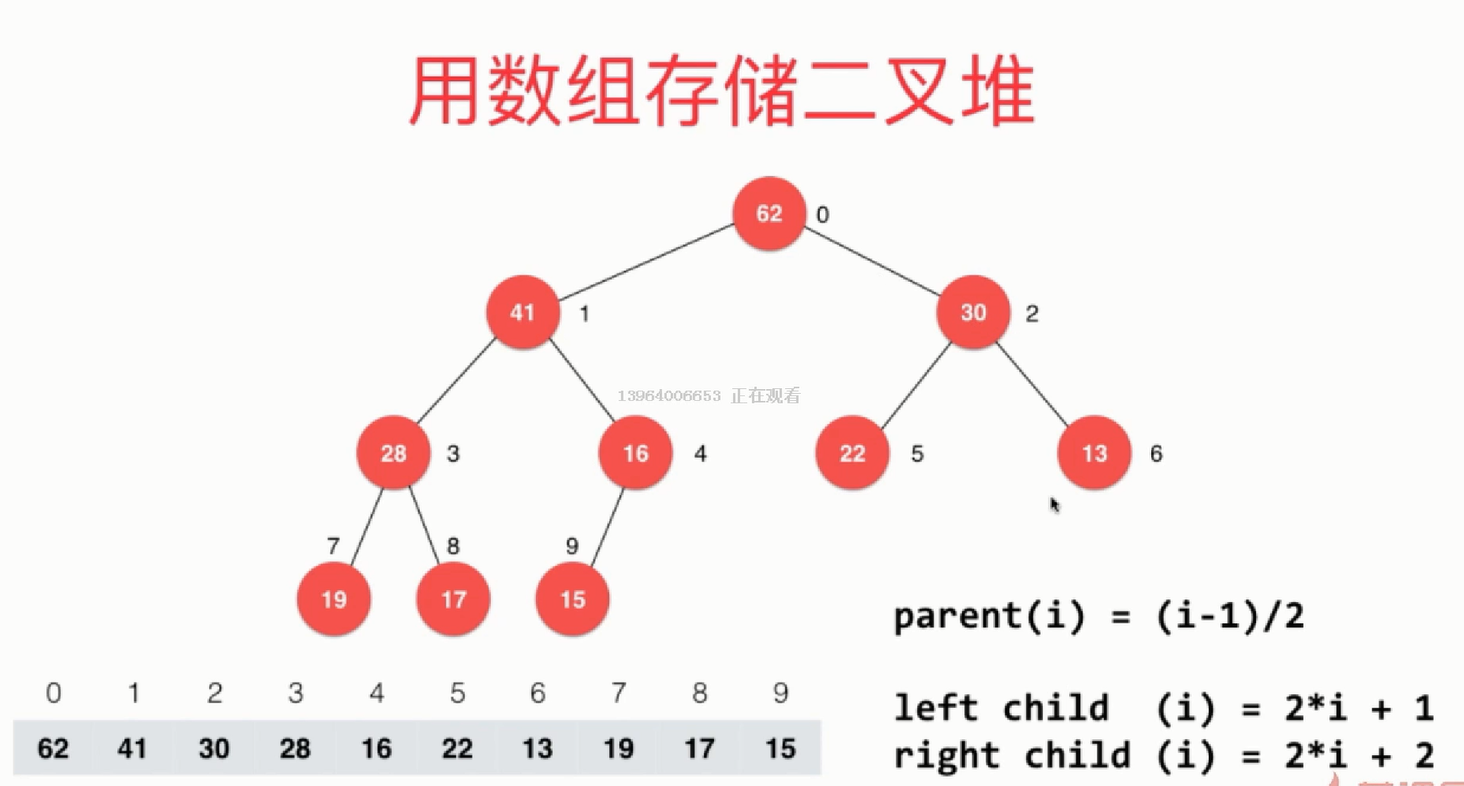 用数组存储二叉堆
62 0
41 1 30 2
13964006653 正在观看
28 3 16 4 22 5 13 6
7 8 9
19 17 15
parent(i) = (i-1)/2
0 1 2 3 4 5 6 7 8 9
left child (i) = 2*i + 1
62 41 30 28 16 22 13 19 17 15
right child (i) = 2*i + 2